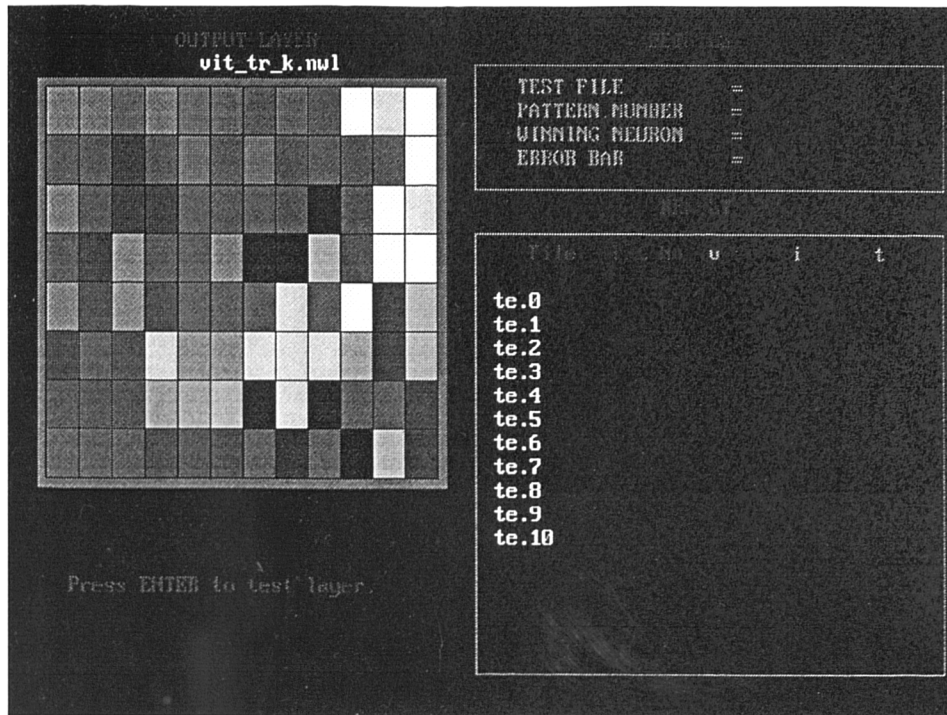 OUTPUT LAYER
vit_tr_k.nwl
TEST FILE =
PATTERN NUMBER =
WINNING NEURON =
ERROR BAR =
File No v i t
te.0
te.1
te.2
te.3
te.4
te.5
te.6
te.7
te.8
te.9
te.10
Press ENTER to test layer.